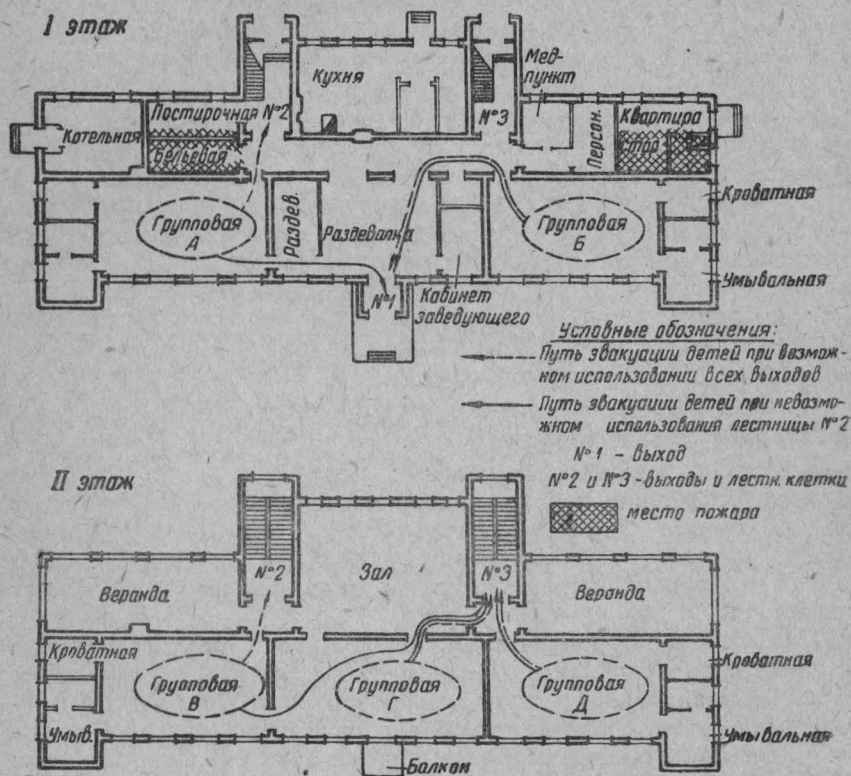 I этаж
Кухня
Мед-
пункт
Постирочная
№2
№3
Персон.
Квартира
Котельная
Бельевая
Кроватная
Групповая
А
Раздев.
Раздевалка
Групповая
Б
Умывальная
№1
Кабинет
заведующего
Условные обозначения:
Путь эвакуации детей при возмож-
ном использовании всех выходов
Путь эвакуации детей при невозмо-
жном использования лестницы №2
№1 - выход
№2 и №3 - выходы и лестн. клетки
место пожара
II этаж
№2
Зал
№3
Веранда
Веранда
Кроватная
Групповая
В
Групповая
Г
Групповая
Д
Кроватная
Умыв.
Умывальная
Балкон